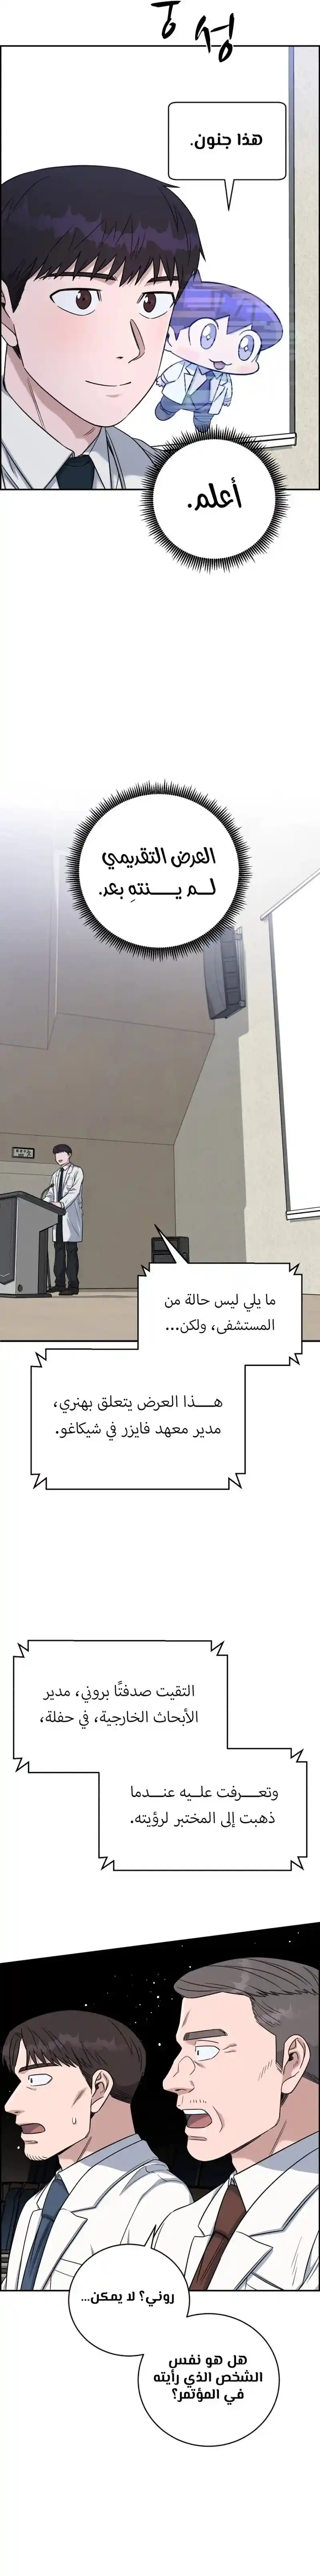 웅성
هذا جنون.
أعلم.
العرض التقديمي
لم ينتهِ بعد.
ما يلي ليس حالة من
المستشفى، ولكن...
هذا العرض يتعلق بهنري،
مدير معهد فايزر في شيكاغو.
التقيت صدفتًا بروني، مدير
الأبحاث الخارجية، في حفلة،
وتعرفت عليه عندما
ذهبت إلى المختبر لرؤيته.
روني؟ لا يمكن...
هل هو نفس
الشخص الذي رأيته
في المؤتمر؟